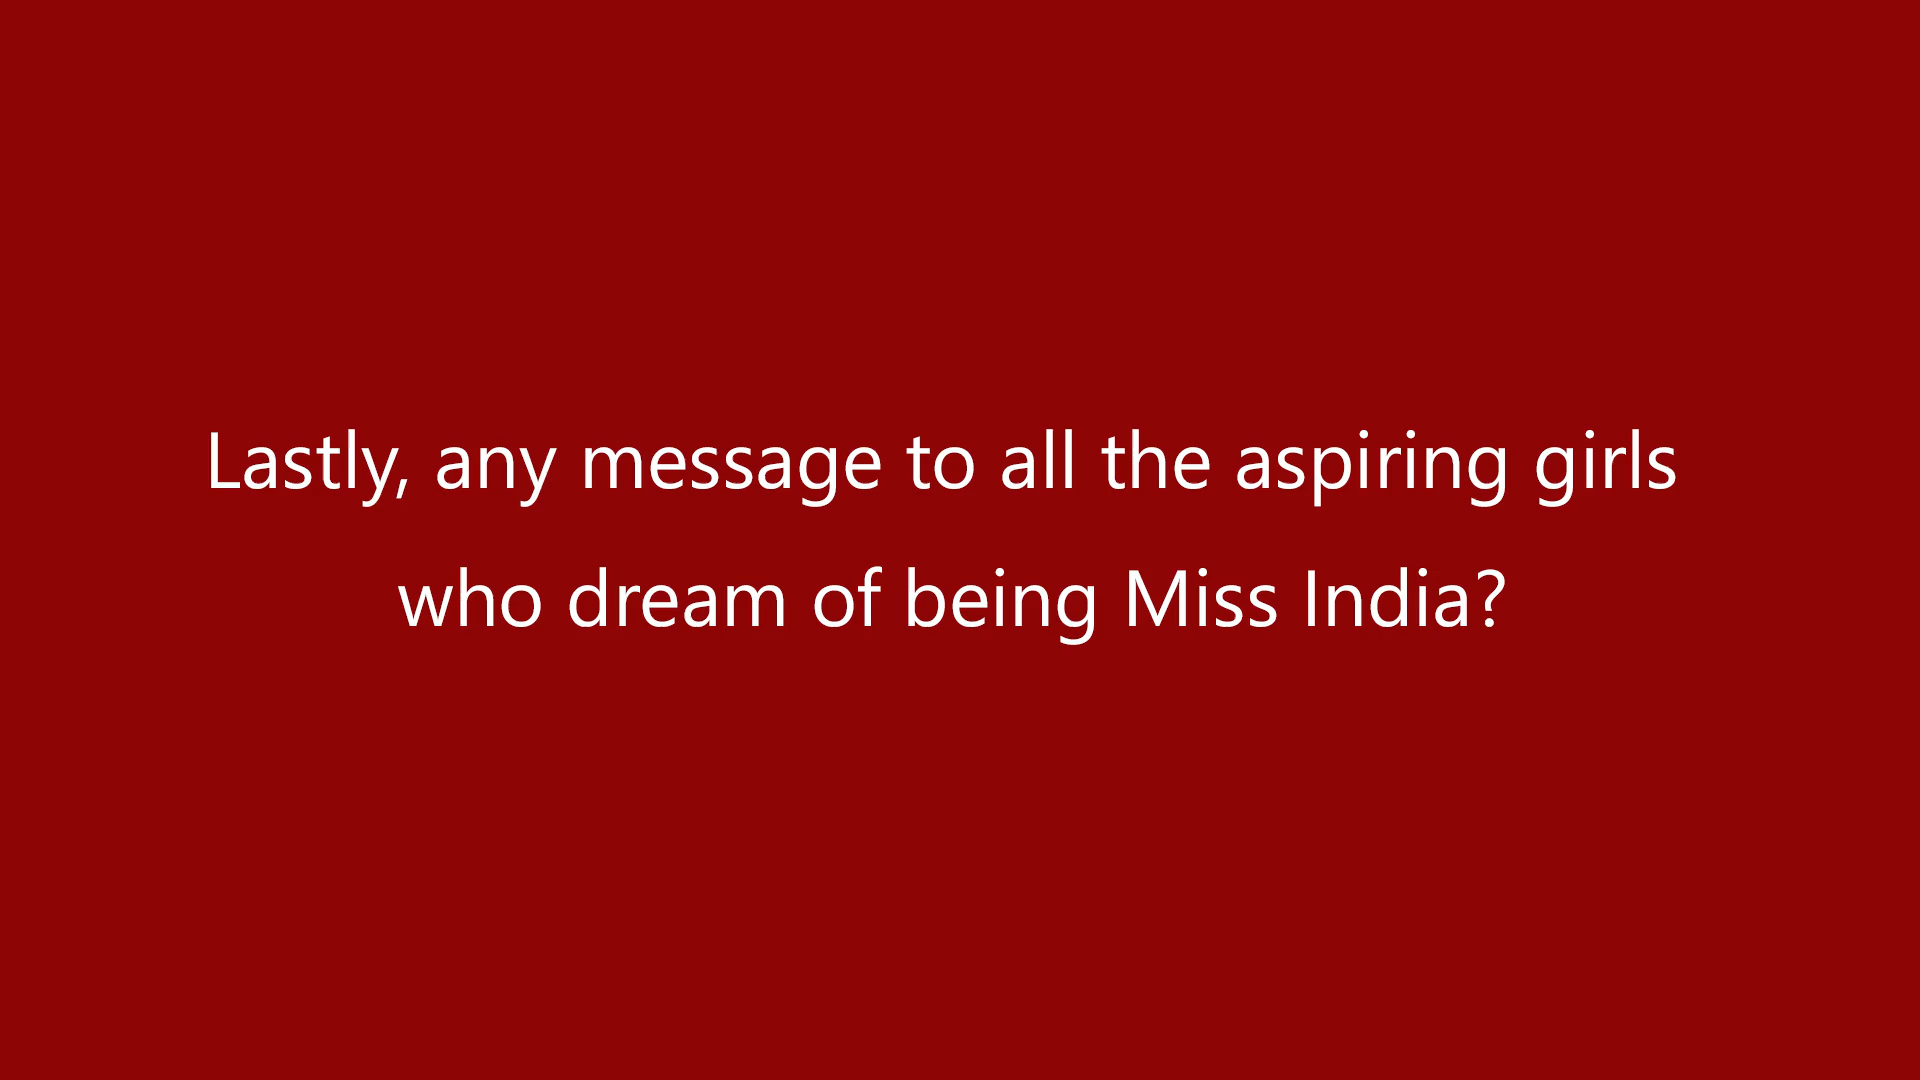 Lastly, any message to all the aspiring girls
who dream of being Miss India?